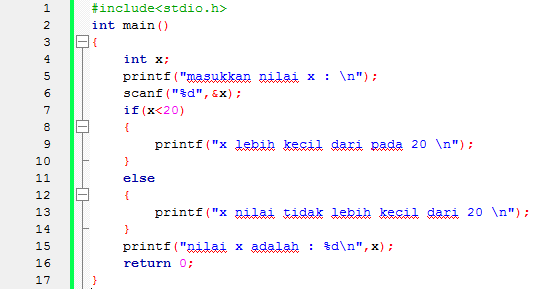 1 #include<stdio.h>
2 int main()
3 {
4 int x;
5 printf("masukkan nilai x : \n");
6 scanf("%d",&x);
7 if(x<20)
8 {
9 printf("x lebih kecil dari pada 20 \n");
10 }
11 else
12 {
13 printf("x nilai tidak lebih kecil dari 20 \n");
14 }
15 printf("nilai x adalah : %d\n",x);
16 return 0;
17 }